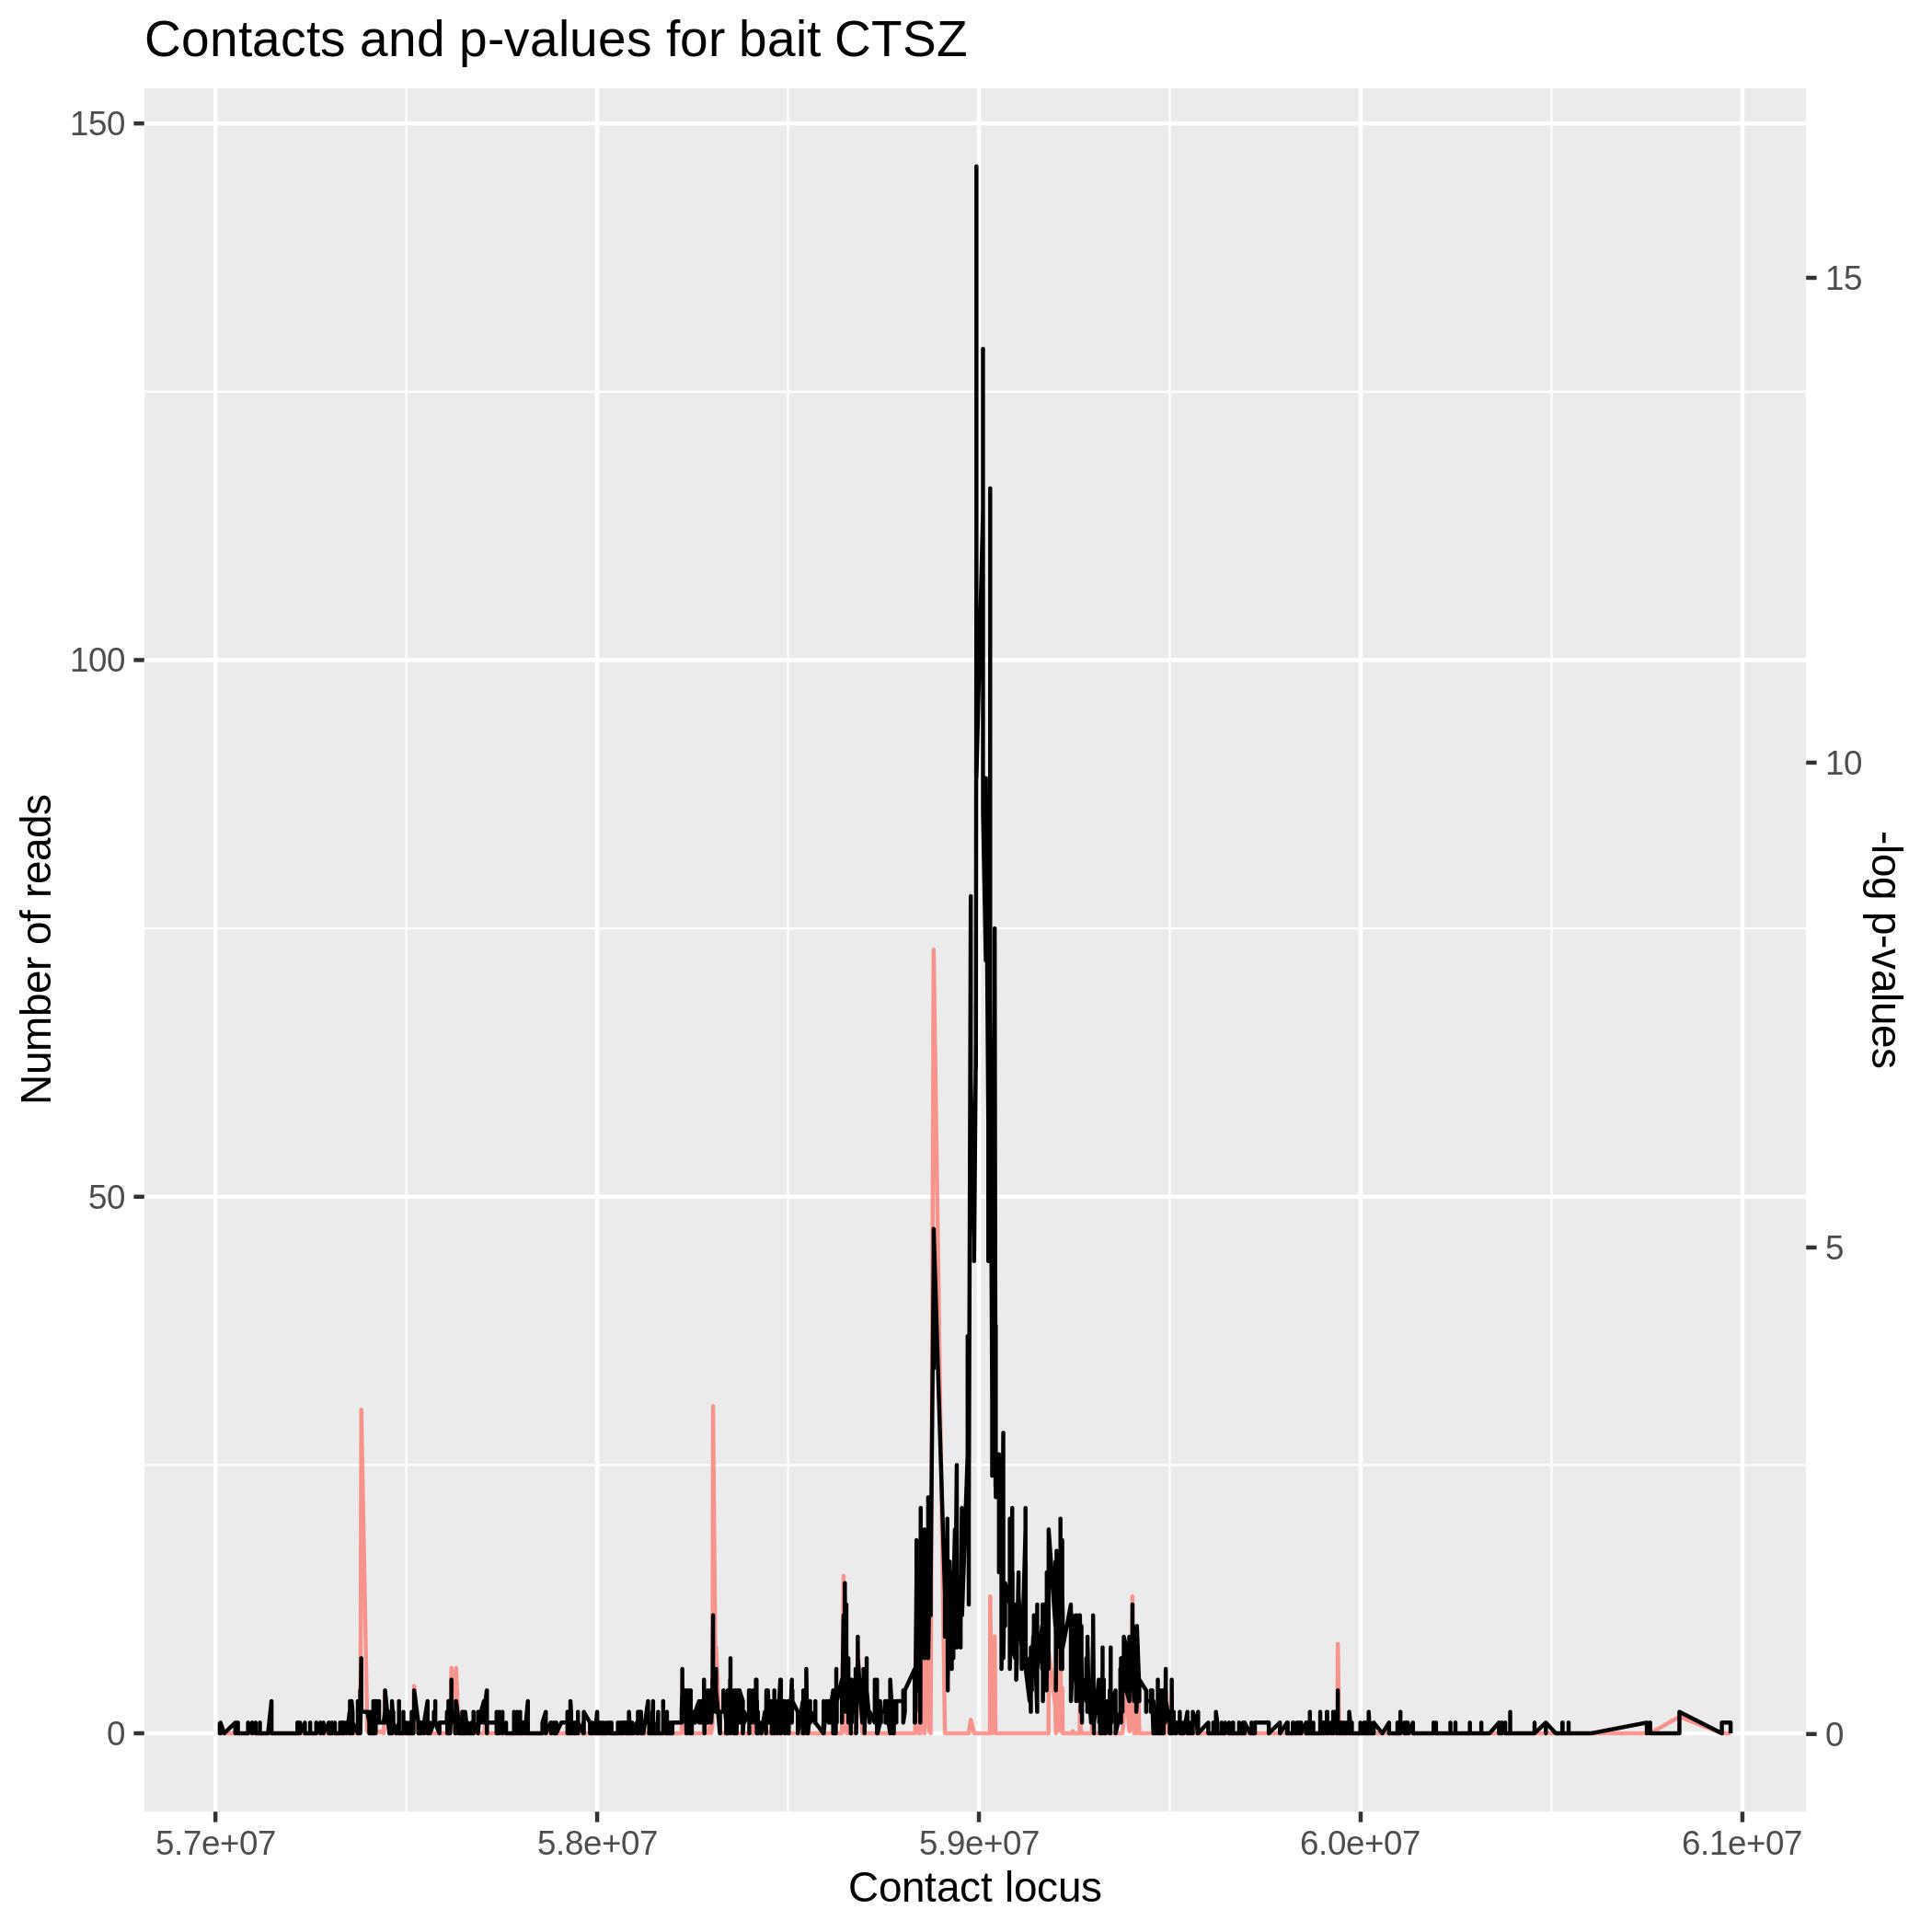 Contacts and p-values for bait CTSZ
150
100
50
0
Number of reads
15
10
5
0
-log p-values
5.7e+07
5.8e+07
5.9e+07
6.0e+07
6.1e+07
Contact locus